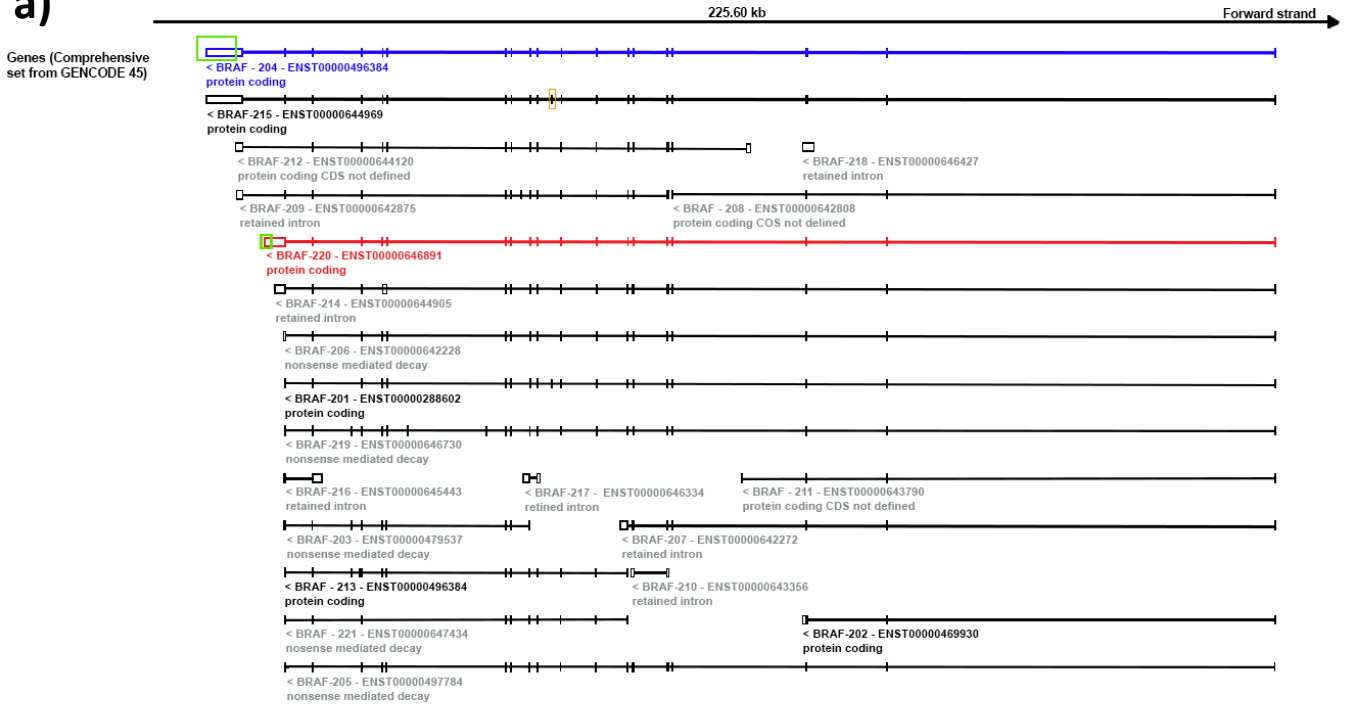 a)
225.60 kb
Forward strand
Genes (Comprehensive
set from GENCODE 45)
< BRAF - 204 - ENST00000496384
protein coding
< BRAF-215 - ENST00000644969
protein coding
< BRAF-212 - ENST00000644120
protein coding CDS not defined
< BRAF-218 - ENST00000646427
retained intron
< BRAF-209 - ENST00000642875
retained intron
< BRAF - 208 - ENST00000642808
protein coding COS not delined
< BRAF-220 - ENST00000646891
protein coding
< BRAF-214 - ENST00000644905
retained intron
< BRAF-206 - ENST00000642228
nonsense mediated decay
< BRAF-201 - ENST00000288602
protein coding
< BRAF-219 - ENST00000646730
nonsense mediated decay
< BRAF-216 - ENST00000645443
retained intron
< BRAF-217 - ENST00000646334
retined intron
< BRAF - 211 - ENST00000643790
protein coding CDS not defined
< BRAF-203 - ENST00000479537
nonsense mediated decay
< BRAF-207 - ENST00000642272
retained intron
< BRAF - 213 - ENST00000496384
protein coding
< BRAF-210 - ENST00000643356
retained intron
< BRAF - 221 - ENST00000647434
nosense mediated decay
< BRAF-202 - ENST00000469930
protein coding
< BRAF-205 - ENST00000497784
nonsense mediated decay